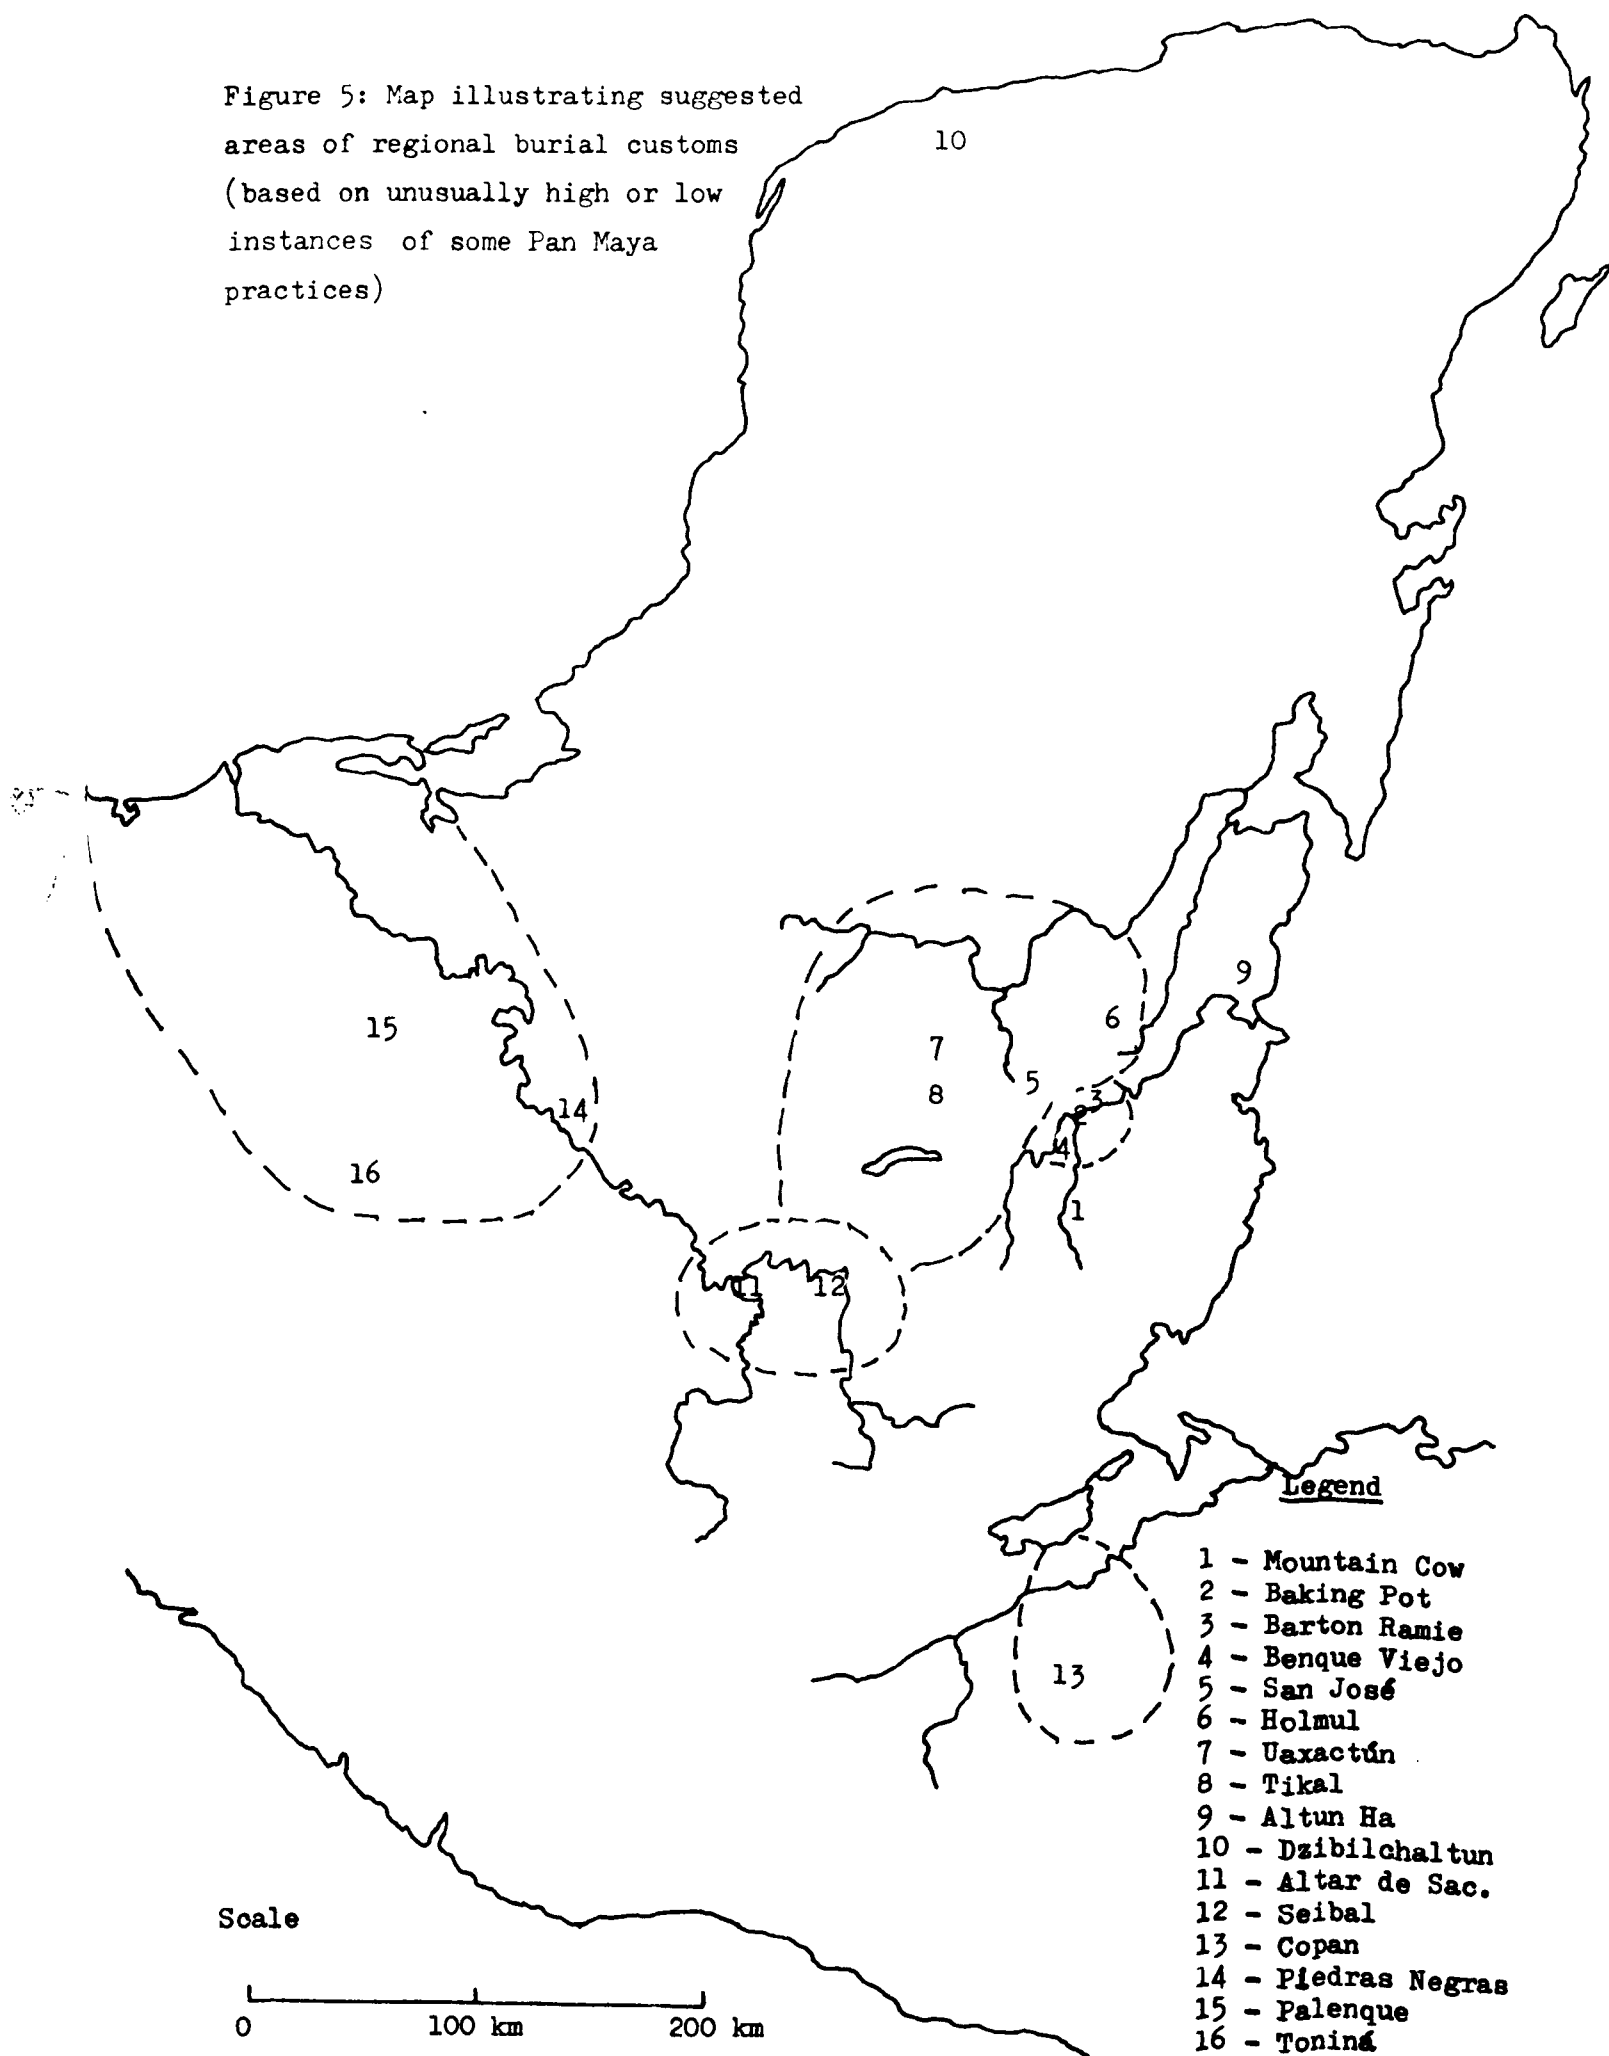 Figure 5: Map illustrating suggested
areas of regional burial customs
(based on unusually high or low
instances of some Pan Maya
practices)
10
9
15
7
6
5
8
3
2
14
4
16
1
11
12
13
Legend
1 - Mountain Cow
2 - Baking Pot
3 - Barton Ramie
4 - Benque Viejo
5 - San José
6 - Holmul
7 - Uaxactún
8 - Tikal
9 - Altun Ha
10 - Dzibilchaltun
11 - Altar de Sac.
12 - Seibal
13 - Copan
14 - Piedras Negras
15 - Palenque
16 - Toniná
Scale
0 100 km 200 km